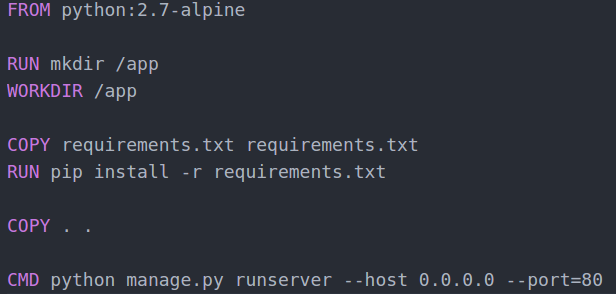 FROM python:2.7-alpine
RUN mkdir /app
WORKDIR /app
COPY requirements.txt requirements.txt
RUN pip install -r requirements.txt
COPY . .
CMD python manage.py runserver --host 0.0.0.0 --port=80